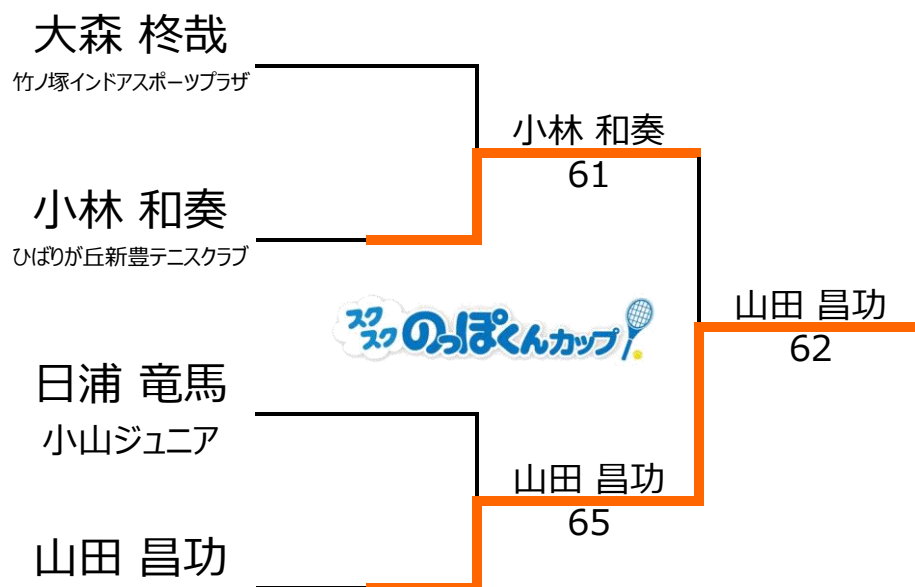 大森 柊哉
竹ノ塚インドアスポーツプラザ
小林 和奏
61
小林 和奏
ひばりが丘新豊テニスクラブ
スクスクのっぽくんカップ
山田 昌功
62
日浦 竜馬
小山ジュニア
山田 昌功
65
山田 昌功